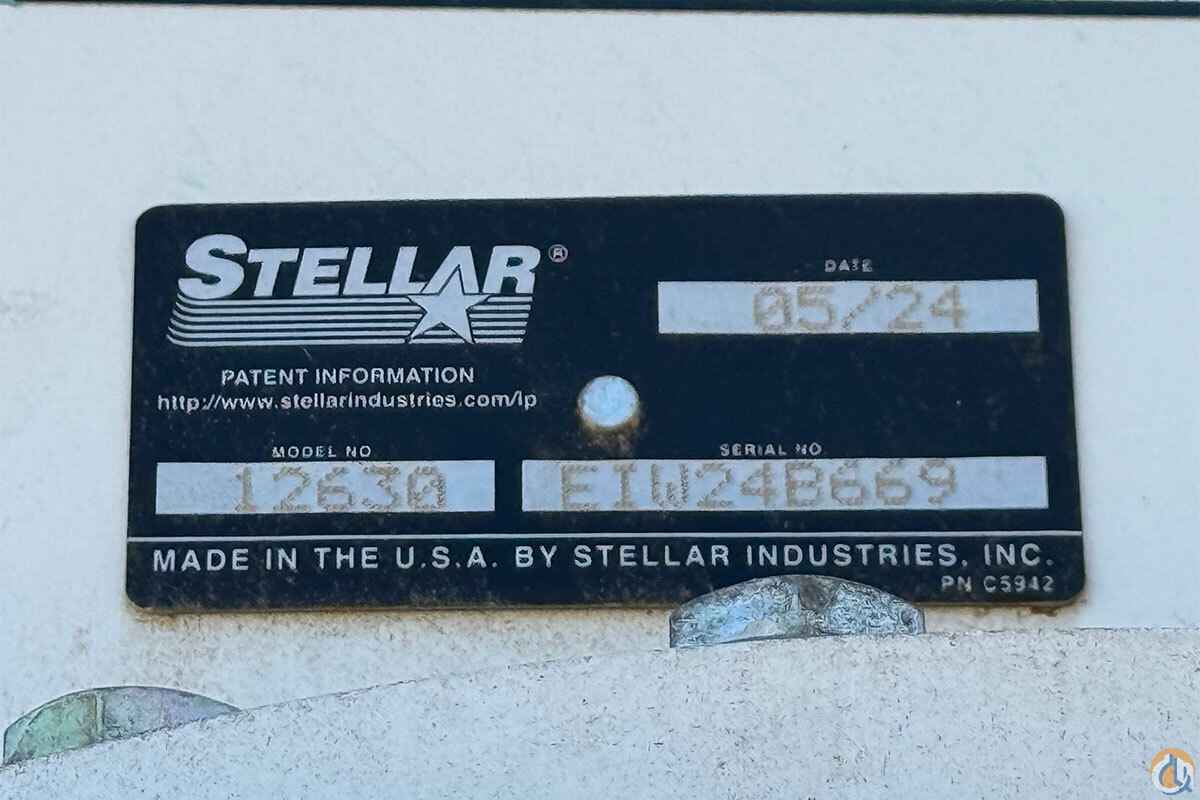 STELLAR®
DATE
05/24
PATENT INFORMATION
http://www.stellarindustries.com/ip
MODEL NO
12630
SERIAL NO
EIW24B669
MADE IN THE U.S.A. BY STELLAR INDUSTRIES, INC.
PN C5942